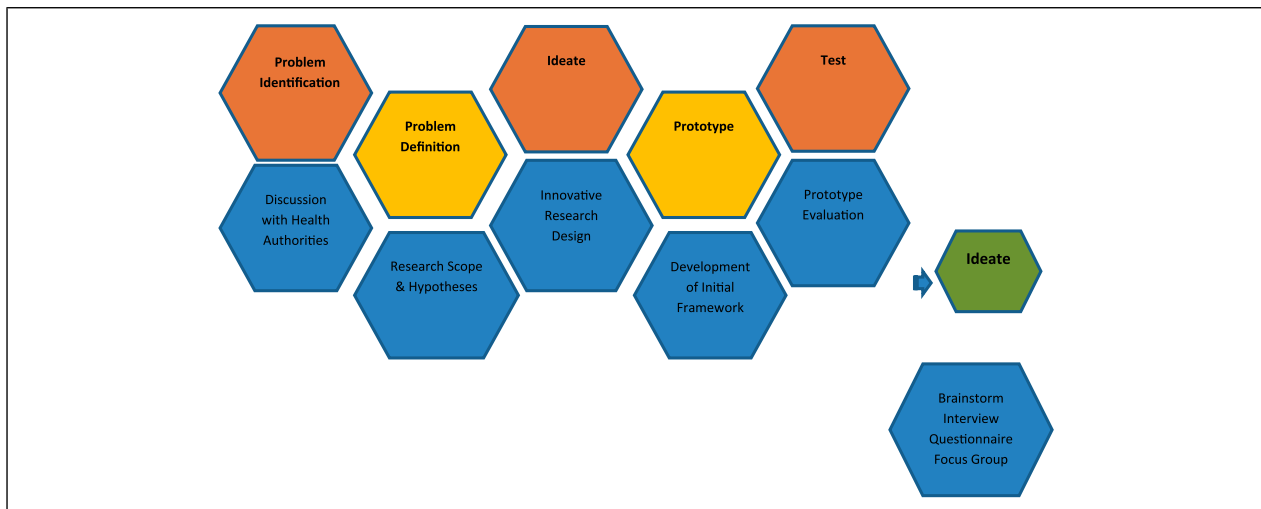 Problem
Identification
Ideate
Test
Problem
Definition
Prototype
Discussion
with Health
Authorities
Innovative
Research
Design
Prototype
Evaluation
Research Scope
& Hypotheses
Development
of Initial
Framework
Ideate
Brainstorm
Interview
Questionnaire
Focus Group